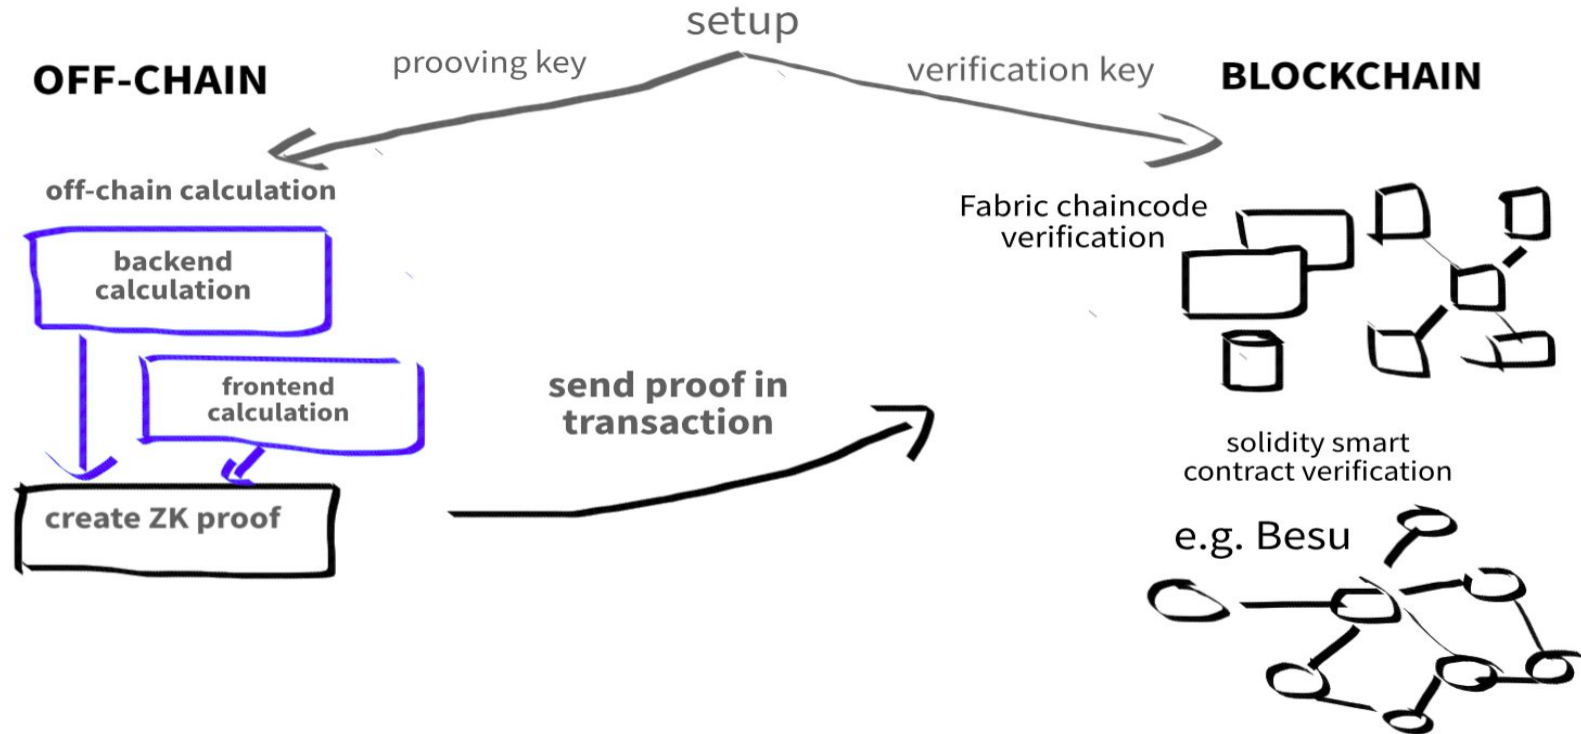 setup
prooving key
verification key
OFF-CHAIN
BLOCKCHAIN
off-chain calculation
backend
calculation
frontend
calculation
create ZK proof
send proof in
transaction
Fabric chaincode
verification
solidity smart
contract verification
e.g. Besu